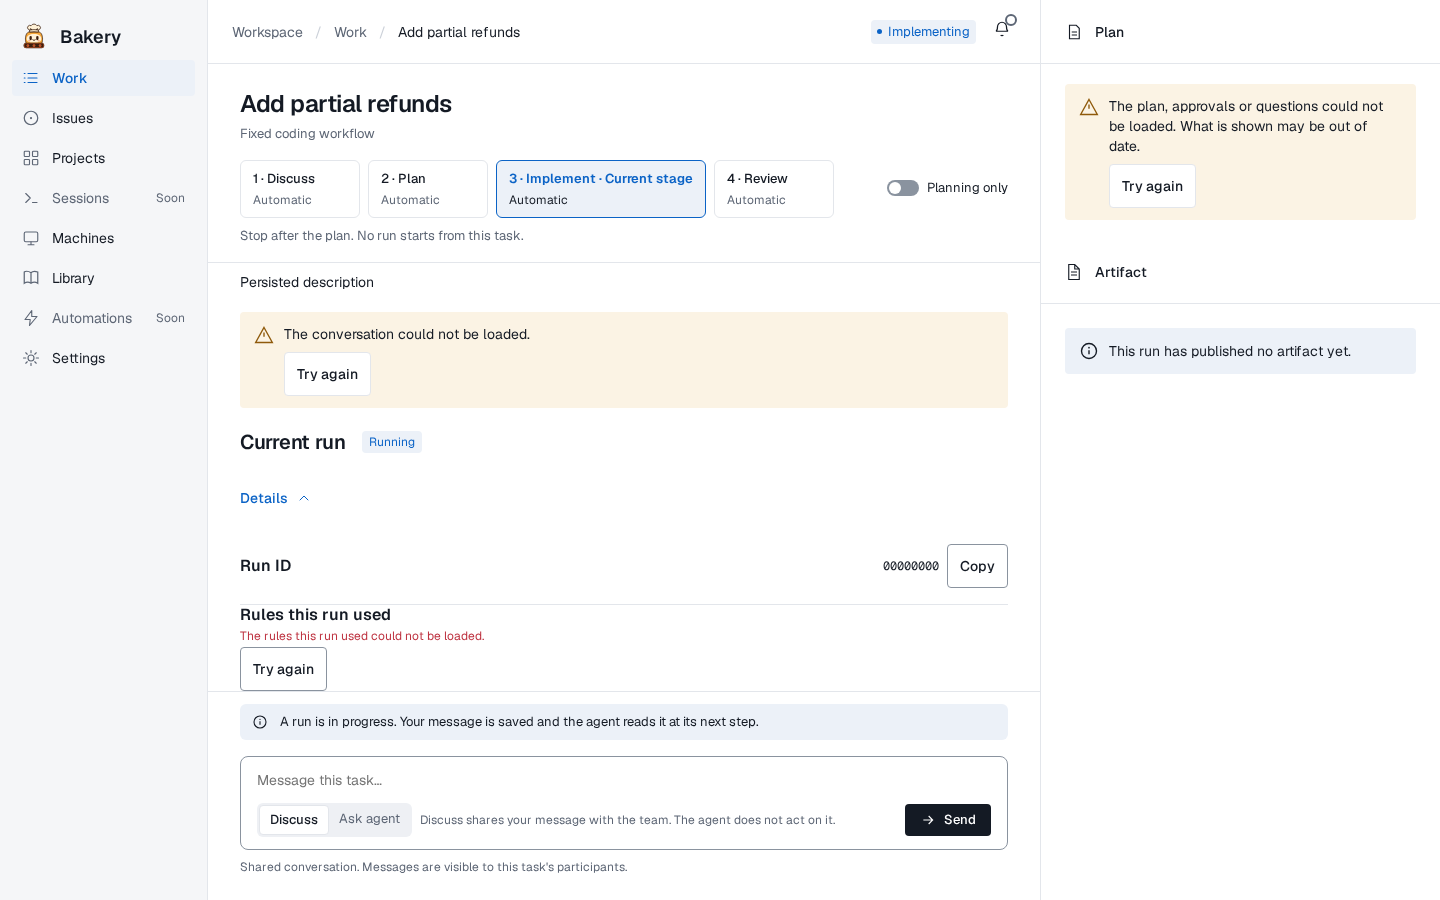 Bakery
Work
Issues
Projects
Sessions Soon
Machines
Library
Automations Soon
Settings
Workspace / Work / Add partial refunds
Implementing
Add partial refunds
Fixed coding workflow
1 · Discuss
Automatic
2 · Plan
Automatic
3 · Implement · Current stage
Automatic
4 · Review
Automatic
Planning only
Stop after the plan. No run starts from this task.
Persisted description
The conversation could not be loaded.
Try again
Current run Running
Details
Run ID 00000000 Copy
Rules this run used
The rules this run used could not be loaded.
Try again
A run is in progress. Your message is saved and the agent reads it at its next step.
Message this task…
Discuss Ask agent Discuss shares your message with the team. The agent does not act on it. Send
Shared conversation. Messages are visible to this task's participants.
Plan
The plan, approvals or questions could not
be loaded. What is shown may be out of
date.
Try again
Artifact
This run has published no artifact yet.